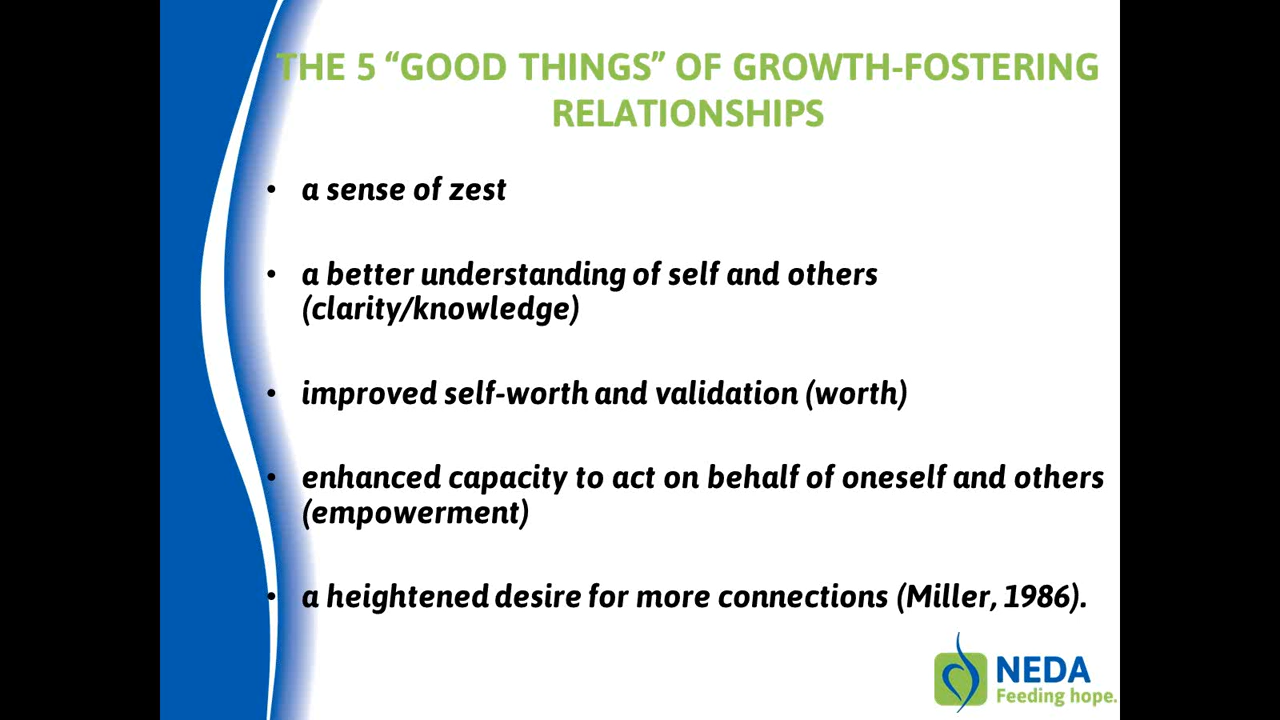 THE 5 “GOOD THINGS” OF GROWTH-FOSTERING
RELATIONSHIPS
• a sense of zest
• a better understanding of self and others
(clarity/knowledge)
• improved self-worth and validation (worth)
• enhanced capacity to act on behalf of oneself and others
(empowerment)
• a heightened desire for more connections (Miller, 1986).
NEDA
Feeding hope.